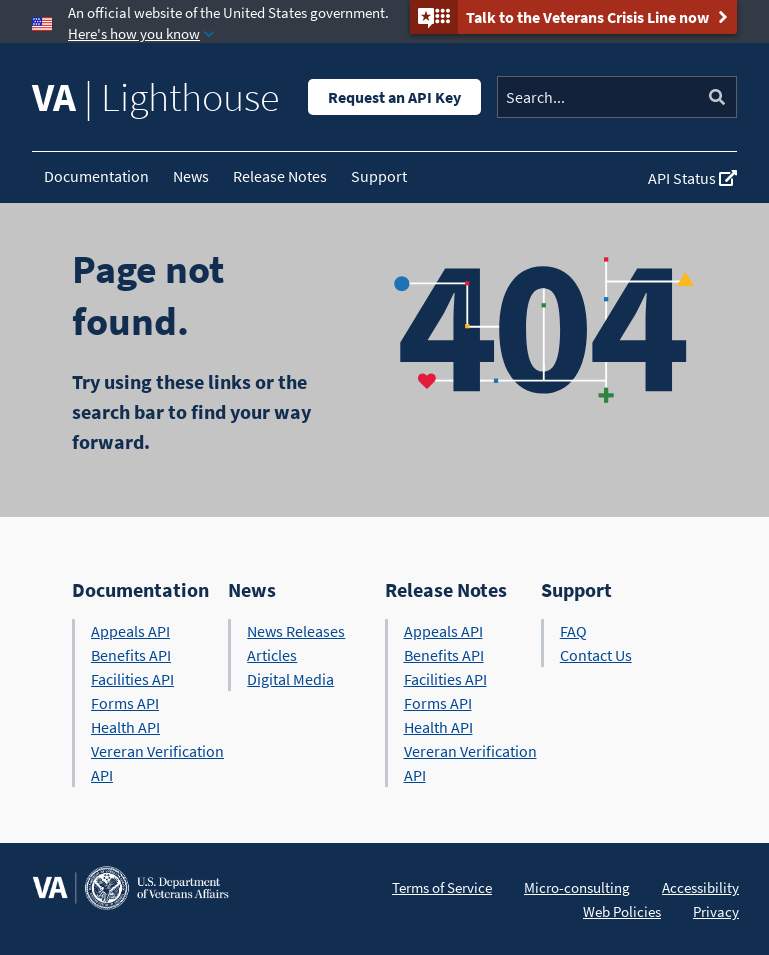 An official website of the United States government.
Here's how you know
Talk to the Veterans Crisis Line now
VA | Lighthouse
Request an API Key
Search...
Documentation
News
Release Notes
Support
API Status
Page not
found.
Try using these links or the
search bar to find your way
forward.
404
Documentation
Appeals API
Benefits API
Facilities API
Forms API
Health API
Vereran Verification
API
News
News Releases
Articles
Digital Media
Release Notes
Appeals API
Benefits API
Facilities API
Forms API
Health API
Vereran Verification
API
Support
FAQ
Contact Us
VA
U.S. Department
of Veterans Affairs
Terms of Service
Micro-consulting
Accessibility
Web Policies
Privacy